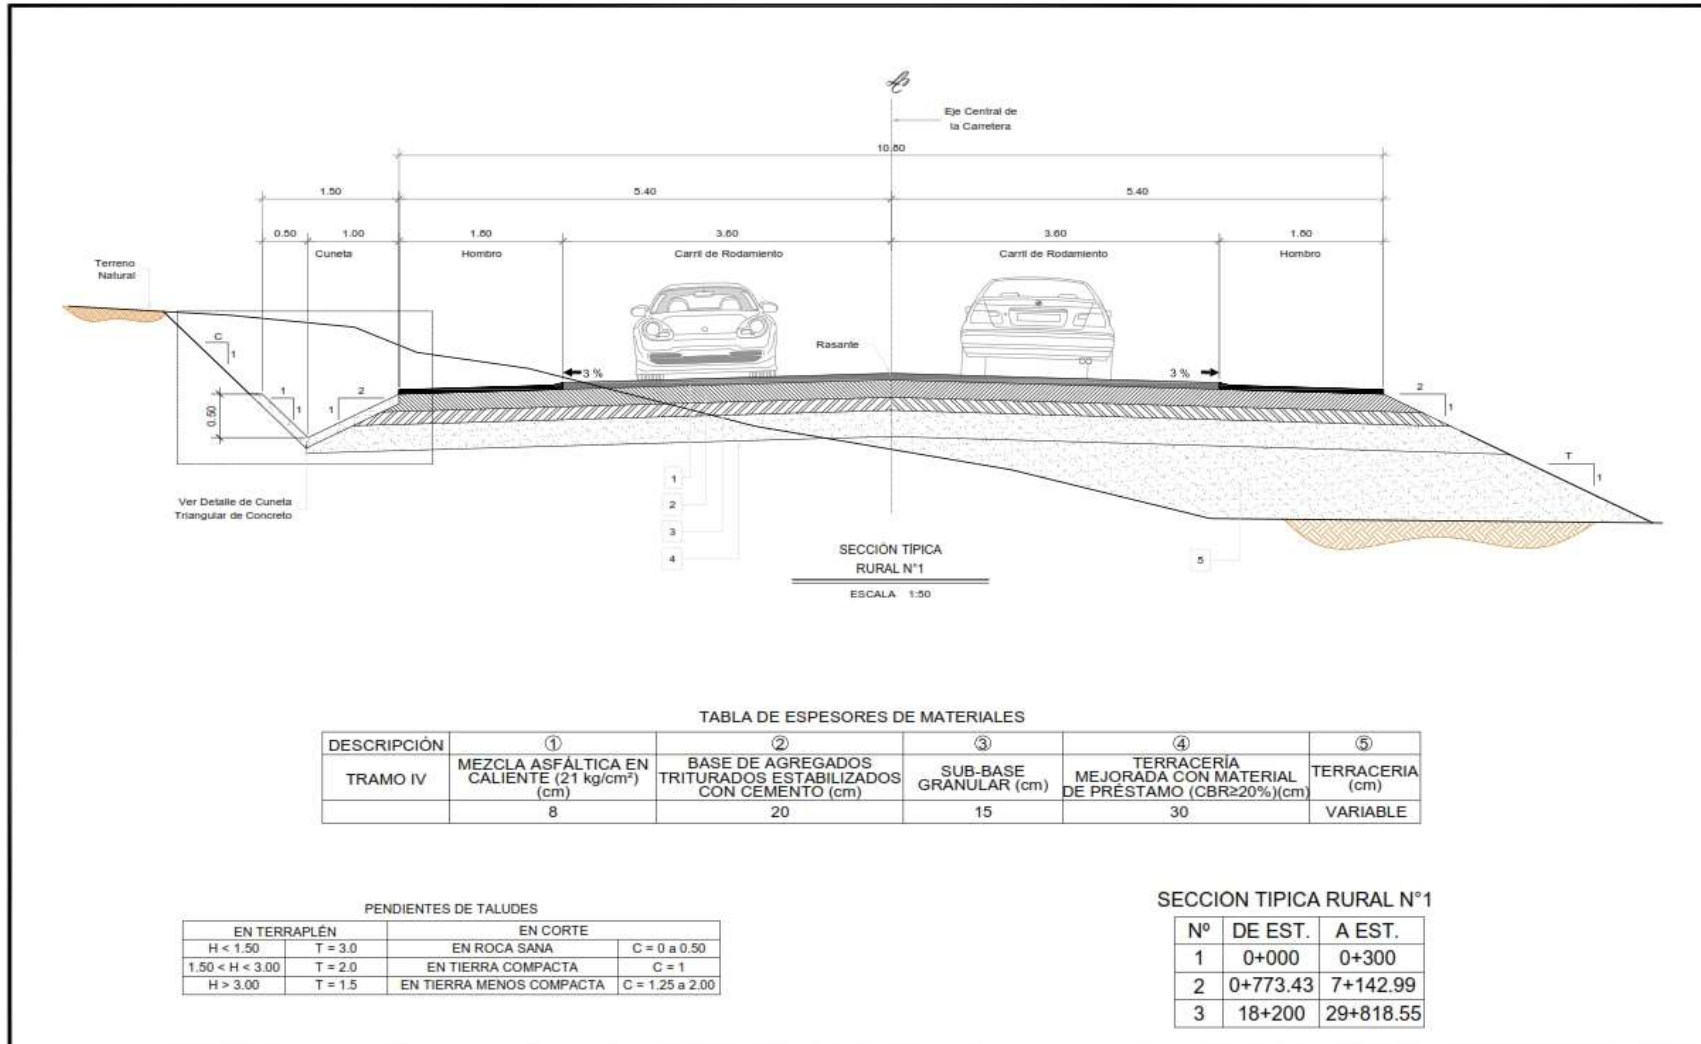 Eje Central de
la Carretera
10.80
1.50
5.40
5.40
0.50
1.00
1.80
3.60
3.60
1.80
Cuneta
Hombro
Carril de Rodamiento
Carril de Rodamiento
Hombro
Terreno
Natural
C
1
Rasante
3 %
3 %
1
1
2
1
0.50
2
1
T
1
1
2
3
4
5
Ver Detalle de Cuneta
Triangular de Concreto
SECCIÓN TÍPICA
RURAL N°1
ESCALA 1:50
TABLA DE ESPESORES DE MATERIALES
DESCRIPCIÓN ① ② ③ ④ ⑤
TRAMO IV
MEZCLA ASFÁLTICA EN
CALIENTE (21 kg/cm²)
(cm)
BASE DE AGREGADOS
TRITURADOS ESTABILIZADOS
CON CEMENTO (cm)
SUB-BASE
GRANULAR (cm)
TERRACERÍA
MEJORADA CON MATERIAL
DE PRÉSTAMO (CBR≥20%)(cm)
TERRACERIA
(cm)
8 20 15 30 VARIABLE
PENDIENTES DE TALUDES
EN TERRAPLÉN EN CORTE
H < 1.50 T = 3.0 EN ROCA SANA C = 0 a 0.50
1.50 < H < 3.00 T = 2.0 EN TIERRA COMPACTA C = 1
H > 3.00 T = 1.5 EN TIERRA MENOS COMPACTA C = 1.25 a 2.00
SECCION TIPICA RURAL N°1
Nº DE EST. A EST.
1 0+000 0+300
2 0+773.43 7+142.99
3 18+200 29+818.55